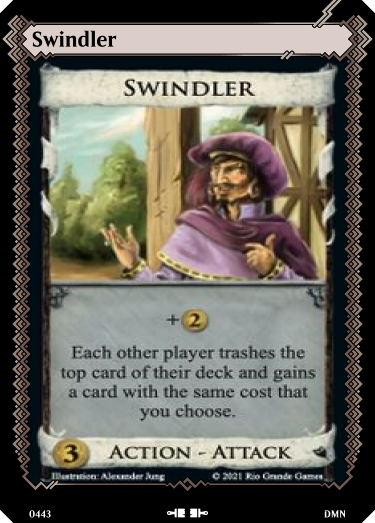 Swindler
SWINDLER
+2
Each other player trashes the
top card of their deck and gains
a card with the same cost that
you choose.
3 ACTION - ATTACK
Illustration: Alexander Jung © 2021 Rio Grande Games
0443 DMN